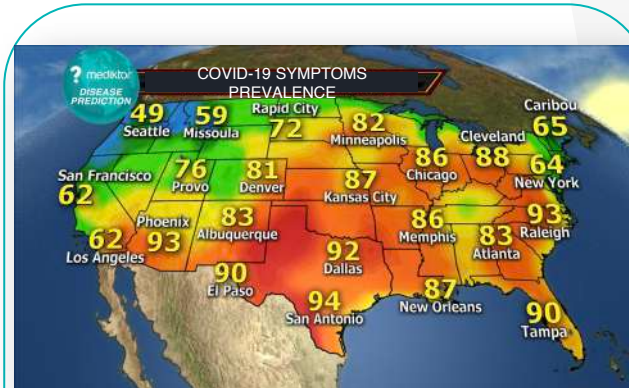 ? mediktor
DISEASE
PREDICTION
COVID-19 SYMPTOMS
PREVALENCE
49
Seattle
59
Missoula
Rapid City
72
82
Minneapolis
Caribou
65
Cleveland
88
86
Chicago
64
New York
San Francisco
62
76
Provo
81
Denver
87
Kansas City
Phoenix
93
83
Albuquerque
86
Memphis
93
Raleigh
83
Atlanta
62
Los Angeles
92
Dallas
90
El Paso
94
San Antonio
87
New Orleans
90
Tampa